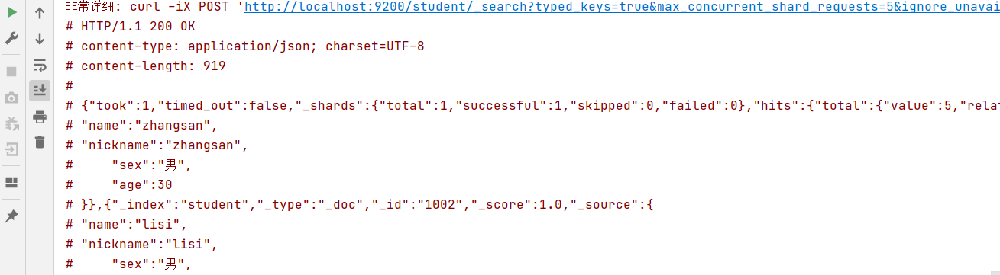 非常详细: curl -iX POST 'http://localhost:9200/student/_search?typed_keys=true&max_concurrent_shard_requests=5&ignore_unavai
# HTTP/1.1 200 OK
# content-type: application/json; charset=UTF-8
# content-length: 919
#
# {"took":1,"timed_out":false,"_shards":{"total":1,"successful":1,"skipped":0,"failed":0},"hits":{"total":{"value":5,"rela
# "name":"zhangsan",
# "nickname":"zhangsan",
#     "sex":"男",
#     "age":30
# }},{"_index":"student","_type":"_doc","_id":"1002","_score":1.0,"_source":{
# "name":"lisi",
# "nickname":"lisi",
#     "sex":"男",